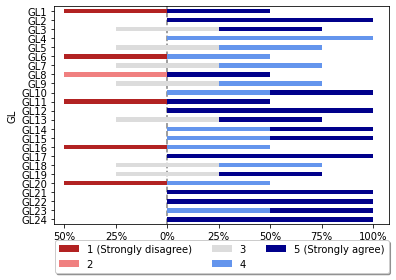 GL1
GL2
GL3
GL4
GL5
GL6
GL7
GL8
GL9
GL10
GL11
GL12
GL13
GL14
GL15
GL16
GL17
GL18
GL19
GL20
GL21
GL22
GL23
GL24
GL
50% 25% 0% 25% 50% 75% 100%
1 (Strongly disagree) 3 5 (Strongly agree)
2 4